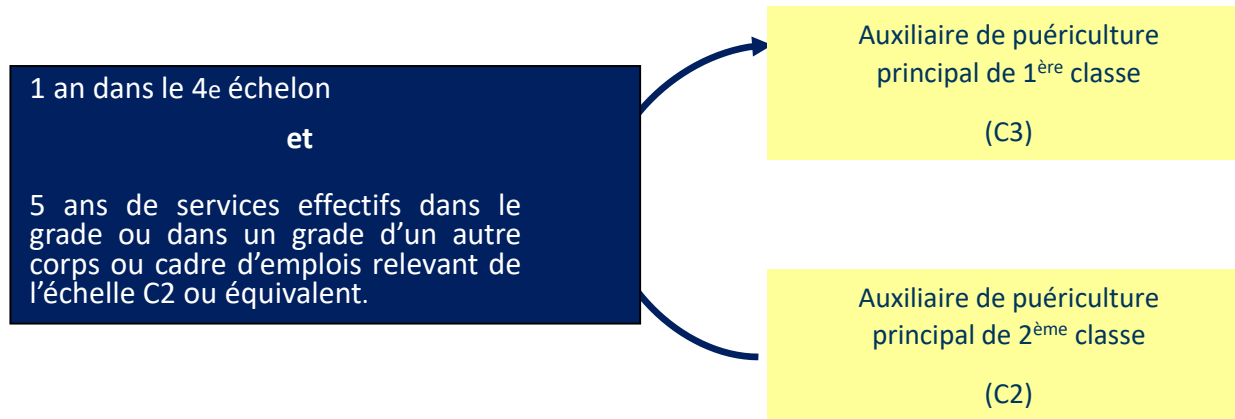 1 an dans le 4e échelon
et
5 ans de services effectifs dans le
grade ou dans un grade d’un autre
corps ou cadre d’emplois relevant de
l’échelle C2 ou équivalent.
Auxiliaire de puériculture
principal de 1ère classe
(C3)
Auxiliaire de puériculture
principal de 2ème classe
(C2)